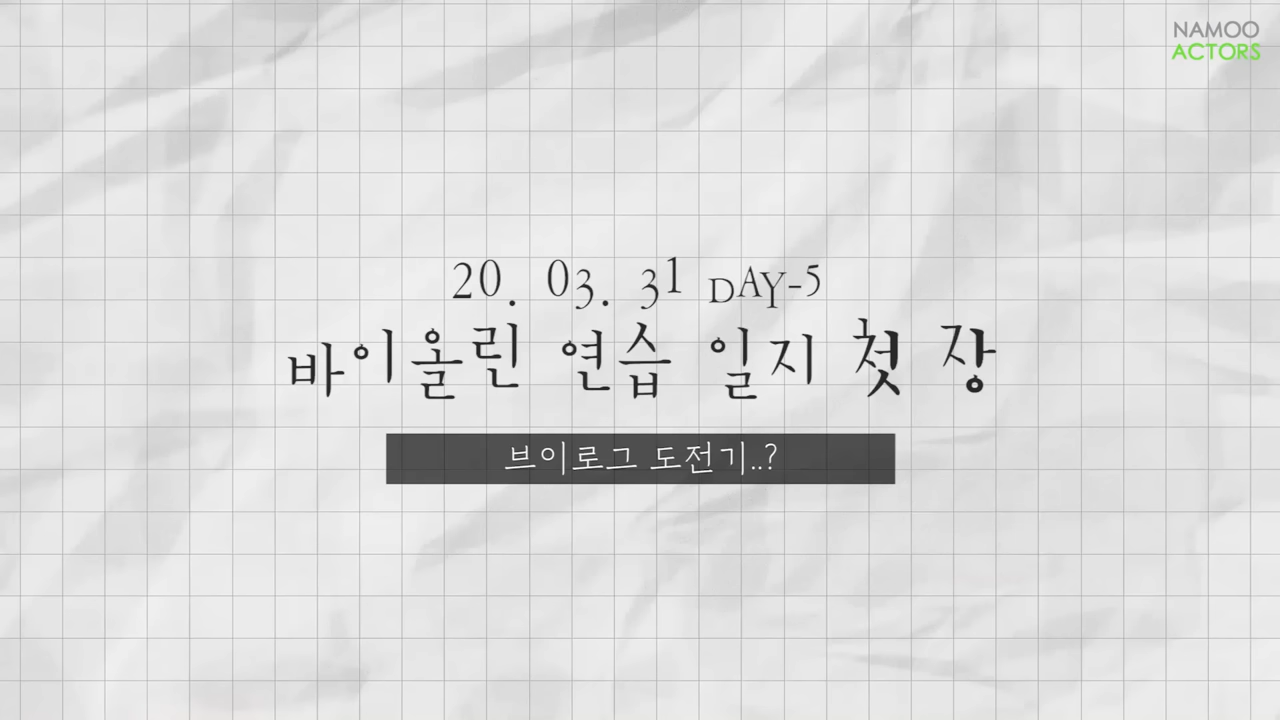 NAMOO
ACTORS
20. 03. 31 DAY-5
바이올린 연습 일지 첫 장
브이로그 도전기..?